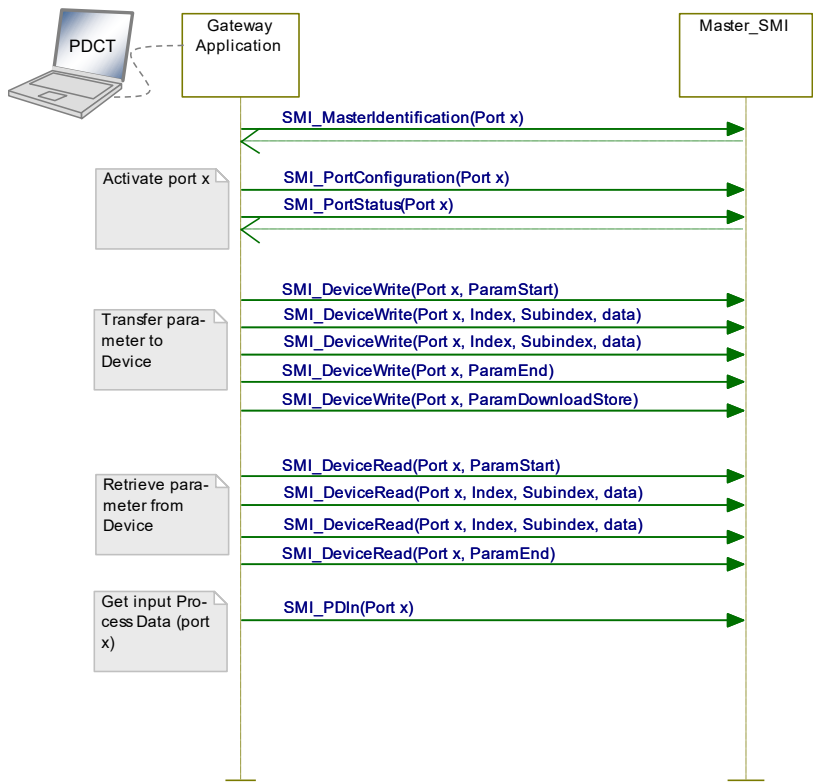 PDCT
Gateway
Application
Master_SMI
SMI_MasterIdentification(Port x)
Activate port x
SMI_PortConfiguration(Port x)
SMI_PortStatus(Port x)
SMI_DeviceWrite(Port x, ParamStart)
Transfer para-
meter to
Device
SMI_DeviceWrite(Port x, Index, Subindex, data)
SMI_DeviceWrite(Port x, Index, Subindex, data)
SMI_DeviceWrite(Port x, ParamEnd)
SMI_DeviceWrite(Port x, ParamDownloadStore)
SMI_DeviceRead(Port x, ParamStart)
Retrieve para-
meter from
Device
SMI_DeviceRead(Port x, Index, Subindex, data)
SMI_DeviceRead(Port x, Index, Subindex, data)
SMI_DeviceRead(Port x, ParamEnd)
Get input Pro-
cess Data (port
x)
SMI_PDIn(Port x)